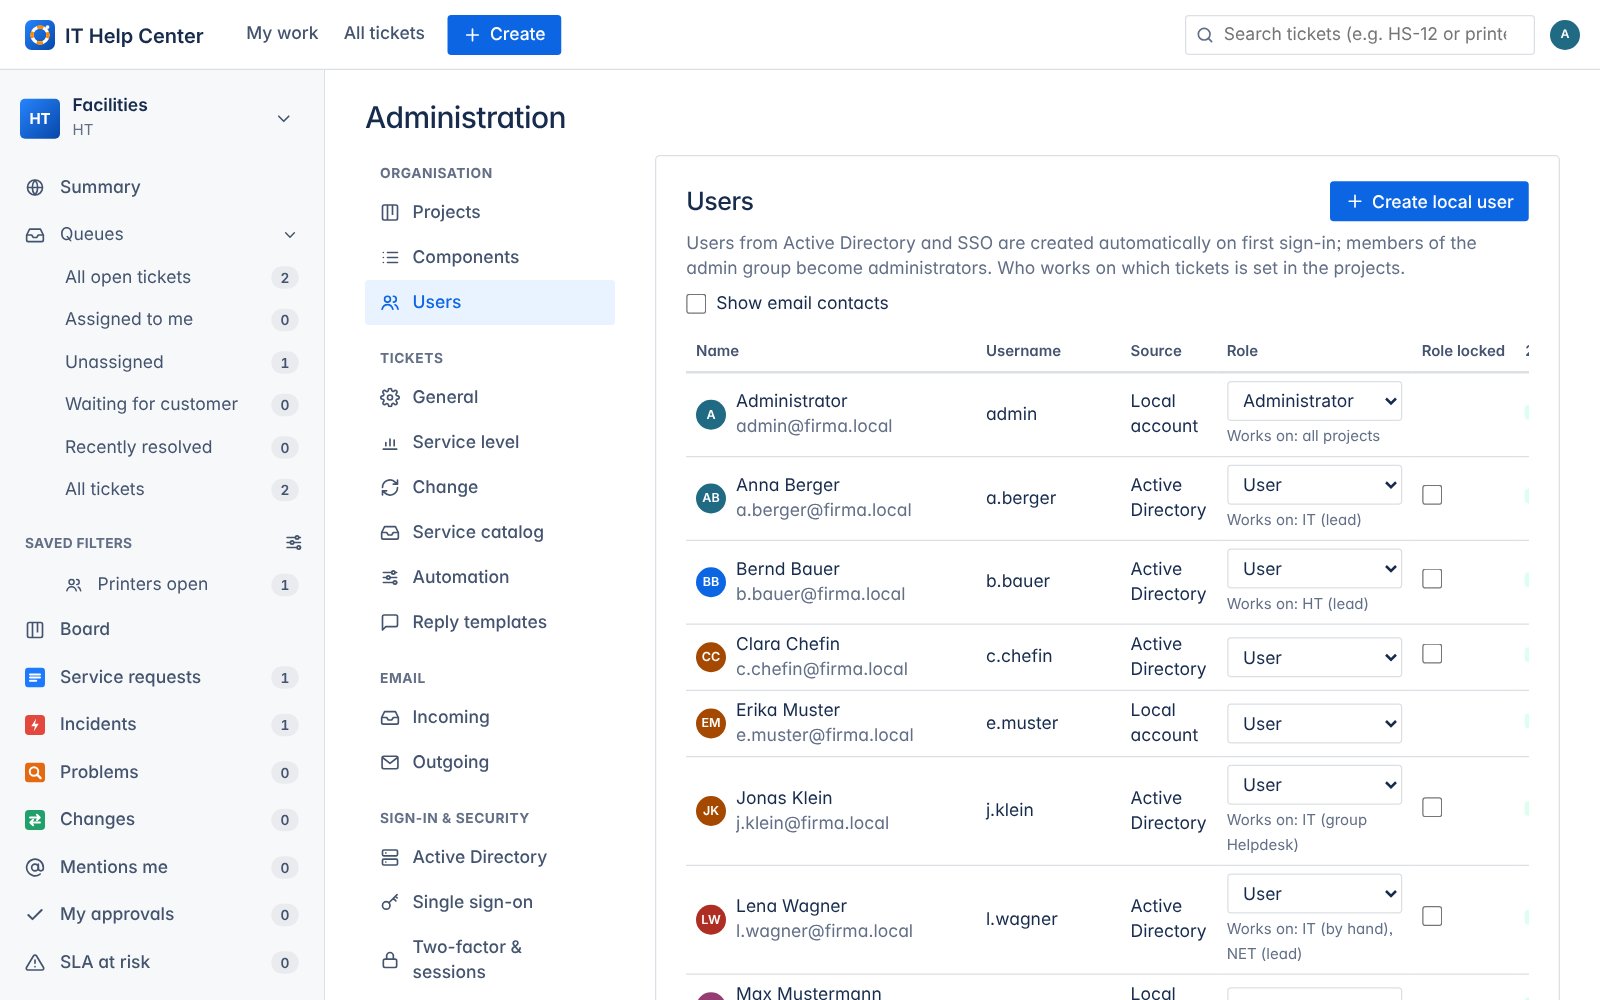 IT Help Center
My work
All tickets
Create
Search tickets (e.g. HS-12 or print
A
HT
Facilities
HT
Summary
Queues
All open tickets 2
Assigned to me 0
Unassigned 1
Waiting for customer 0
Recently resolved 0
All tickets 2
SAVED FILTERS
Printers open 1
Board
Service requests 1
Incidents 1
Problems 0
Changes 0
Mentions me 0
My approvals 0
SLA at risk 0
Administration
ORGANISATION
Projects
Components
Users
TICKETS
General
Service level
Change
Service catalog
Automation
Reply templates
EMAIL
Incoming
Outgoing
SIGN-IN & SECURITY
Active Directory
Single sign-on
Two-factor &
sessions
Users
Create local user
Users from Active Directory and SSO are created automatically on first sign-in; members of the
admin group become administrators. Who works on which tickets is set in the projects.
Show email contacts
Name Username Source Role Role locked
A
Administrator
admin@firma.local
admin
Local
account
Administrator
Works on: all projects
AB
Anna Berger
a.berger@firma.local
a.berger
Active
Directory
User
Works on: IT (lead)
BB
Bernd Bauer
b.bauer@firma.local
b.bauer
Active
Directory
User
Works on: HT (lead)
CC
Clara Chefin
c.chefin@firma.local
c.chefin
Active
Directory
User
EM
Erika Muster
e.muster@firma.local
e.muster
Local
account
User
JK
Jonas Klein
j.klein@firma.local
j.klein
Active
Directory
User
Works on: IT (group
Helpdesk)
LW
Lena Wagner
l.wagner@firma.local
l.wagner
Active
Directory
User
Works on: IT (by hand),
NET (lead)
Max Mustermann
Local